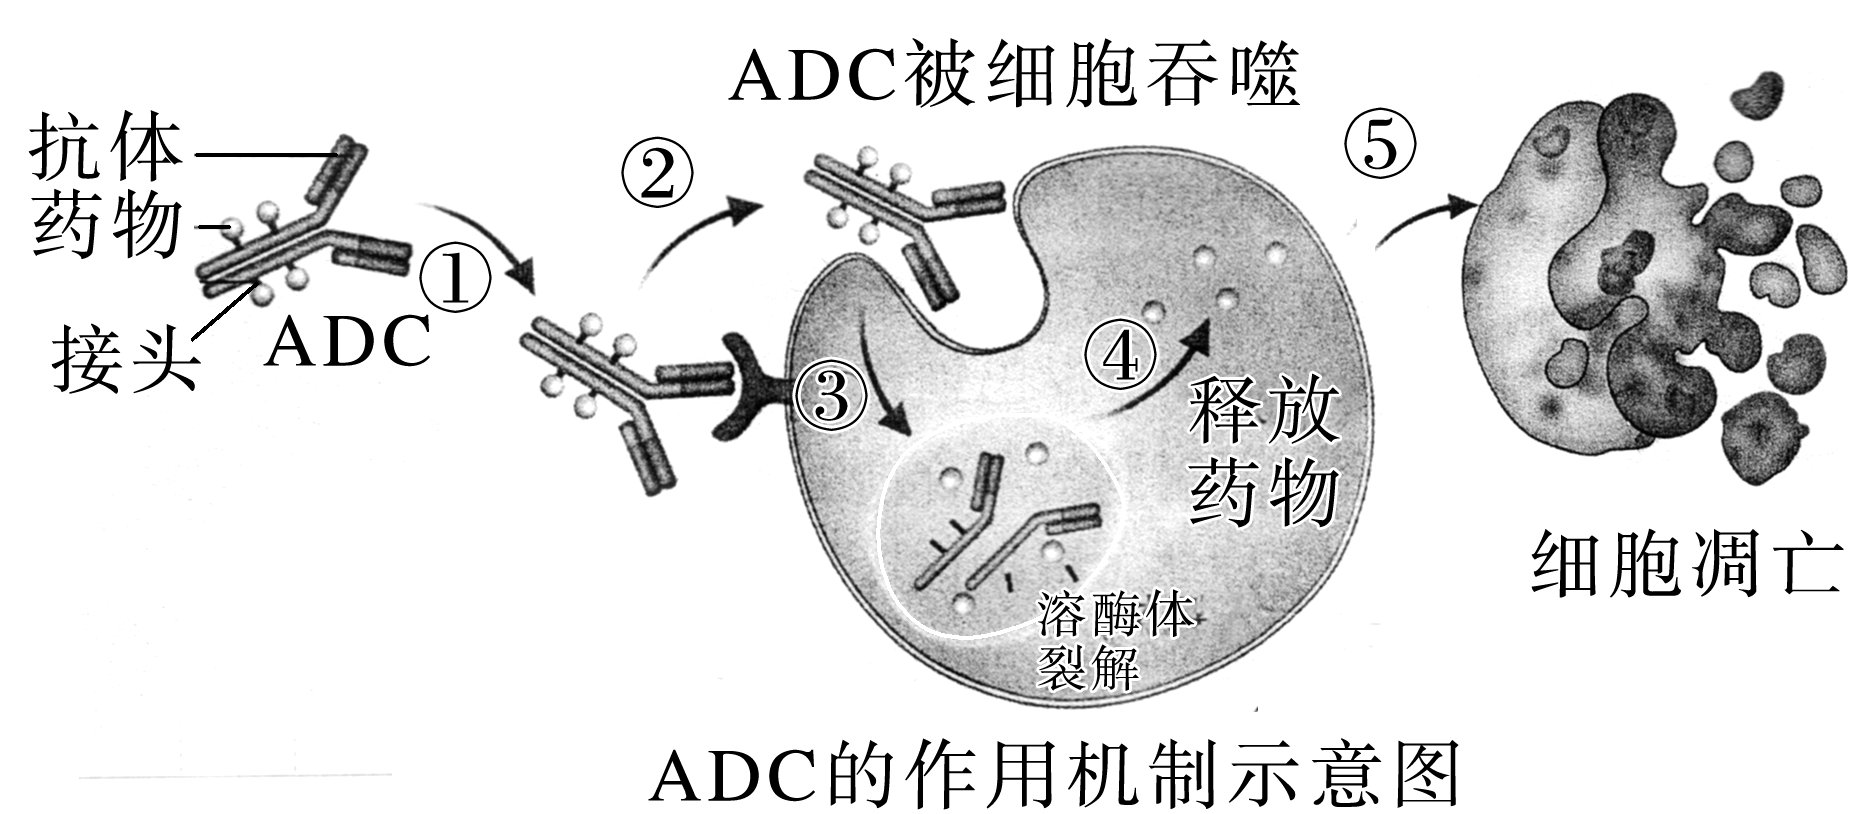 ADC被细胞吞噬
抗体
药物
接头
ADC
①
②
③
④
⑤
释放
药物
溶酶体
裂解
细胞凋亡
ADC的作用机制示意图